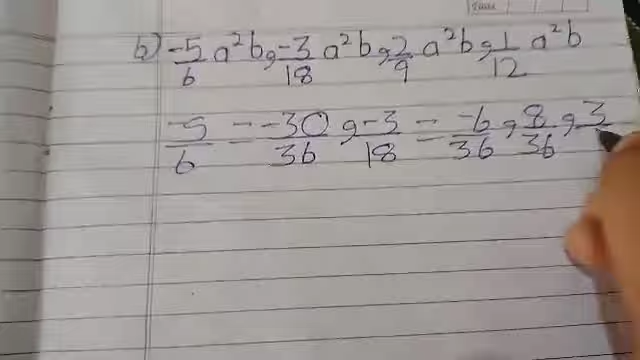 b) -5/6 a²b, -3/18 a²b, 2/9 a²b, 1/12 a²b
-5/6 = -30/36, -3/18 = -6/36, 8/36, 3